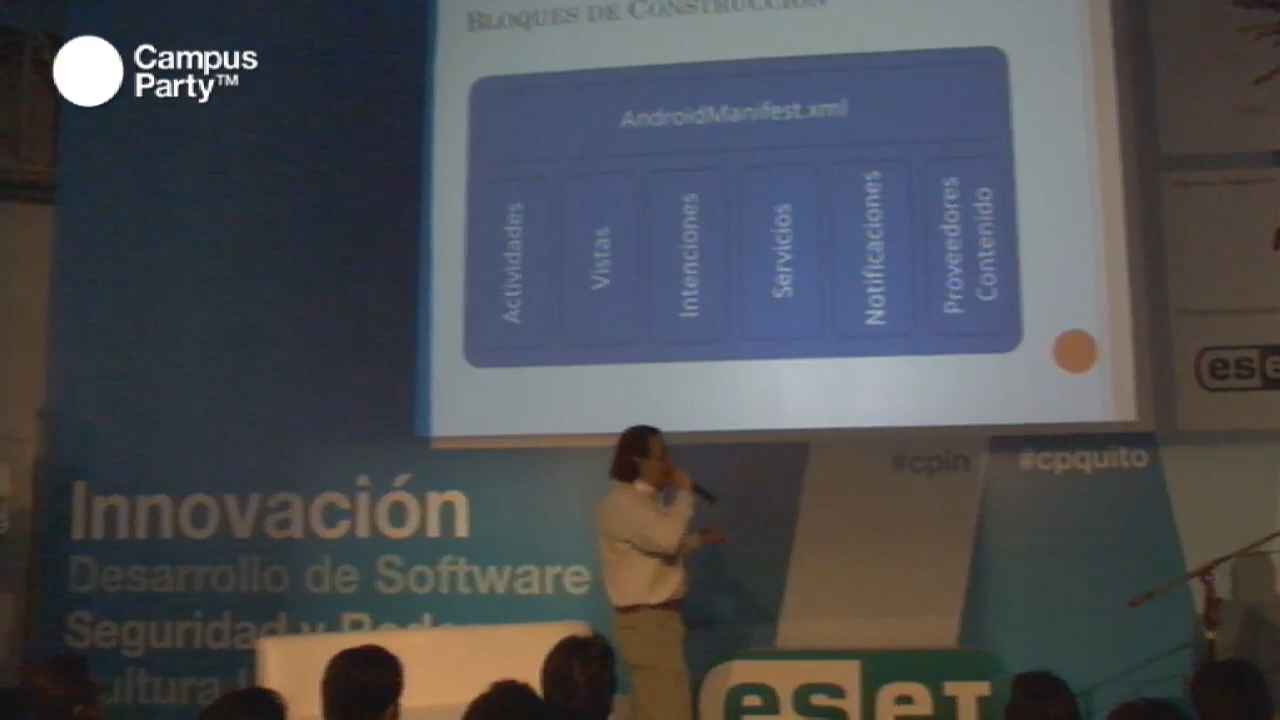 Campus
Party™
BLOQUES DE CONSTRUCCIÓN
AndroidManifest.xml
Actividades
Vistas
Intenciones
Servicios
Notificaciones
Proveedores
Contenido
#cpin
#cpquito
Innovación
Desarrollo de Software
Seguridad y Redes
eset